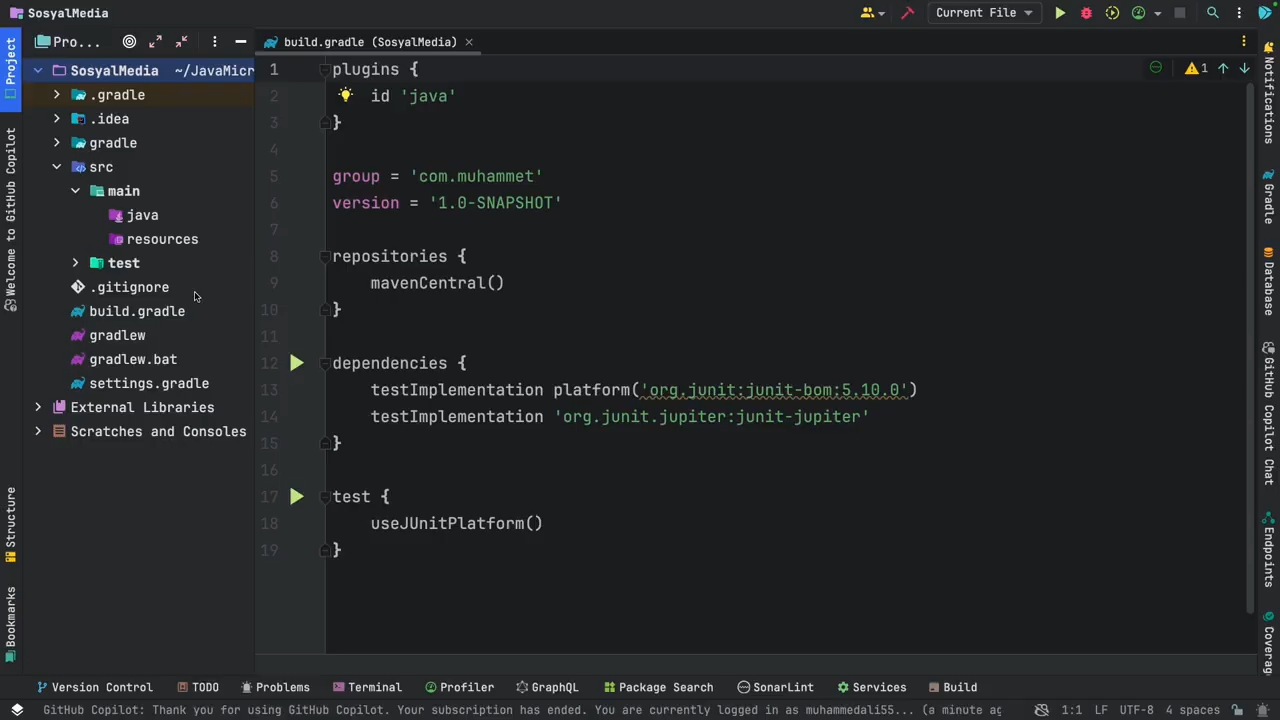 SosyalMedia
Current File
Pro...
build.gradle (SosyalMedia)
Project
Welcome to GitHub Copilot
Structure
Bookmarks
SosyalMedia ~/JavaMicr
.gradle
.idea
gradle
src
main
java
resources
test
.gitignore
build.gradle
gradlew
gradlew.bat
settings.gradle
External Libraries
Scratches and Consoles
1 plugins {
2 id 'java'
3 }
4
5 group = 'com.muhammet'
6 version = '1.0-SNAPSHOT'
7
8 repositories {
9 mavenCentral()
10 }
11
12 dependencies {
13 testImplementation platform('org.junit:junit-bom:5.10.0')
14 testImplementation 'org.junit.jupiter:junit-jupiter'
15 }
16
17 test {
18 useJUnitPlatform()
19 }
1
Notifications
Gradle
Database
GitHub Copilot Chat
Endpoints
Coverag
Version Control
TODO
Problems
Terminal
Profiler
GraphQL
Package Search
SonarLint
Services
Build
GitHub Copilot: Thank you for using GitHub Copilot. Your subscription has ended. You are currently logged in as muhammedali55... (a minute ag
1:1 LF UTF-8 4 spaces